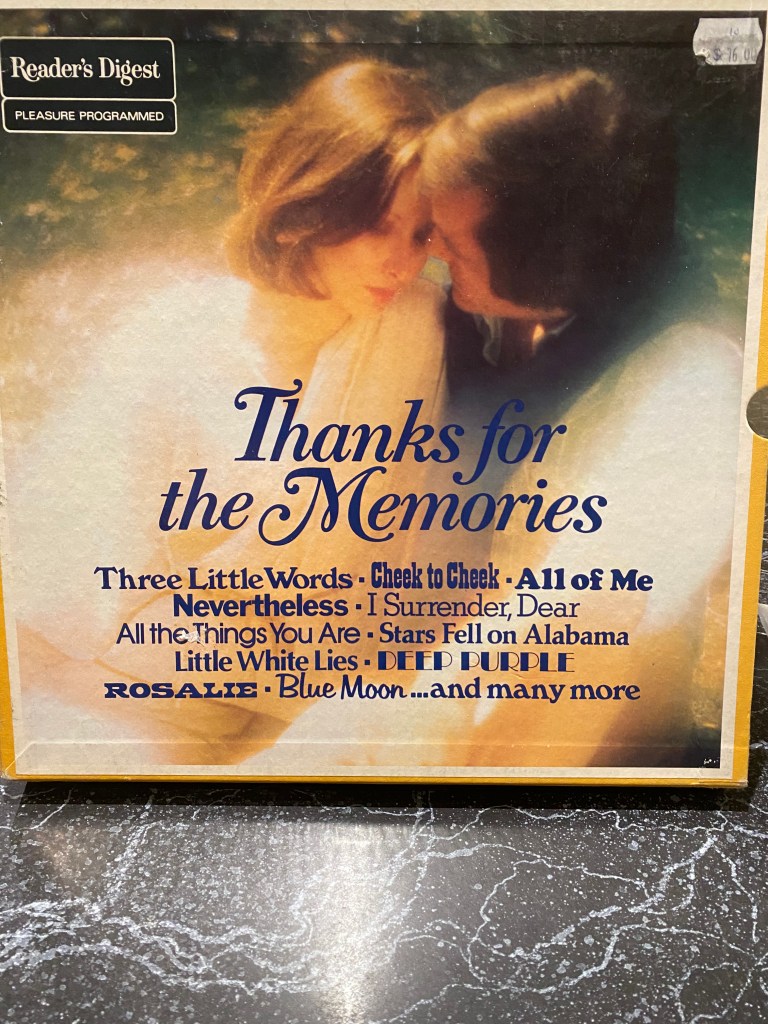 Reader's Digest
PLEASURE PROGRAMMED
Thanks for
the Memories
Three Little Words · Cheek to Cheek · All of Me
Nevertheless · I Surrender, Dear
All the Things You Are · Stars Fell on Alabama
Little White Lies · DEEP PURPLE
ROSALIE · Blue Moon ...and many more